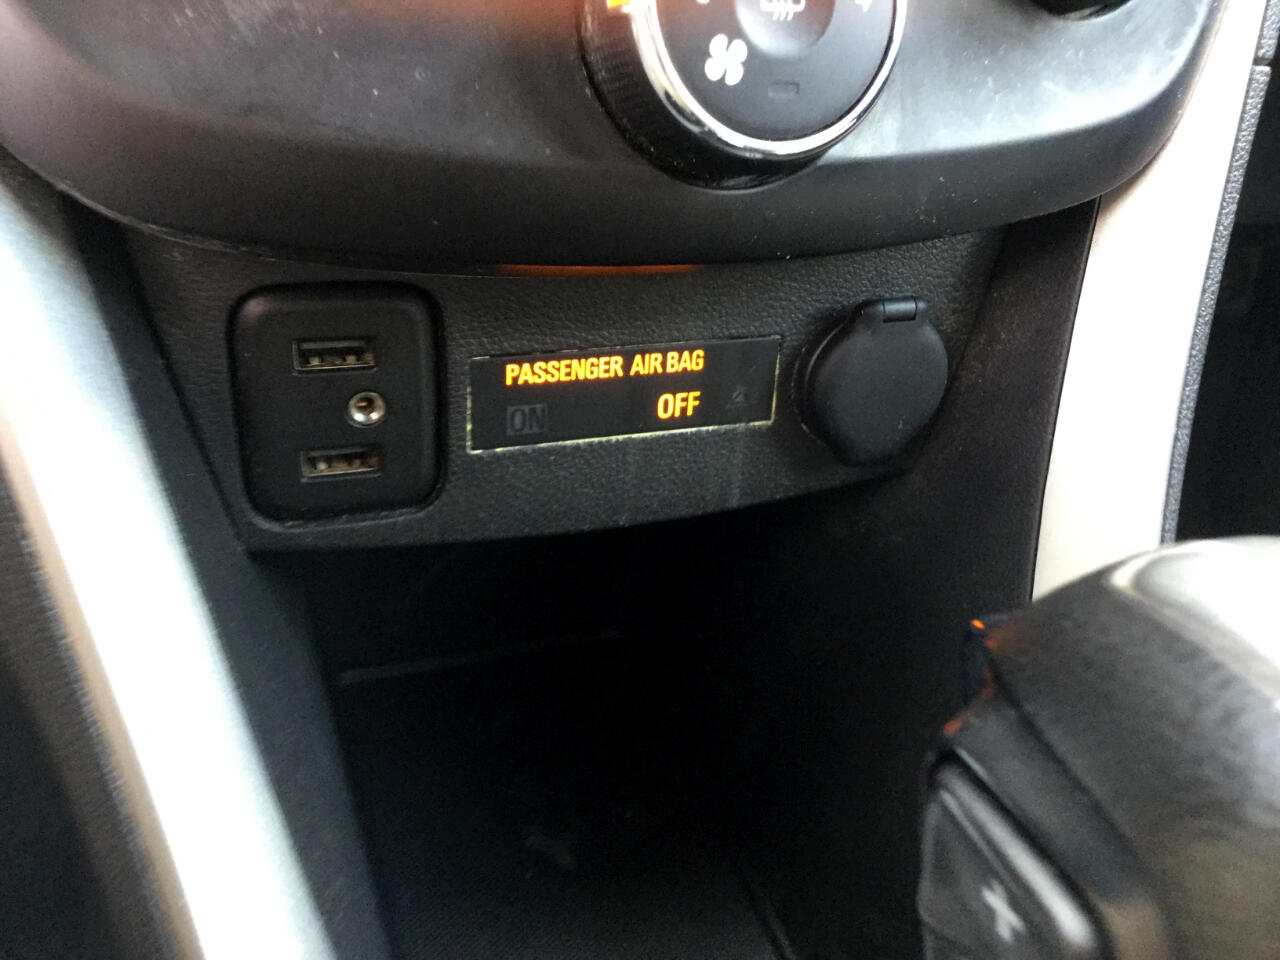 PASSENGER AIR BAG
ON OFF
+